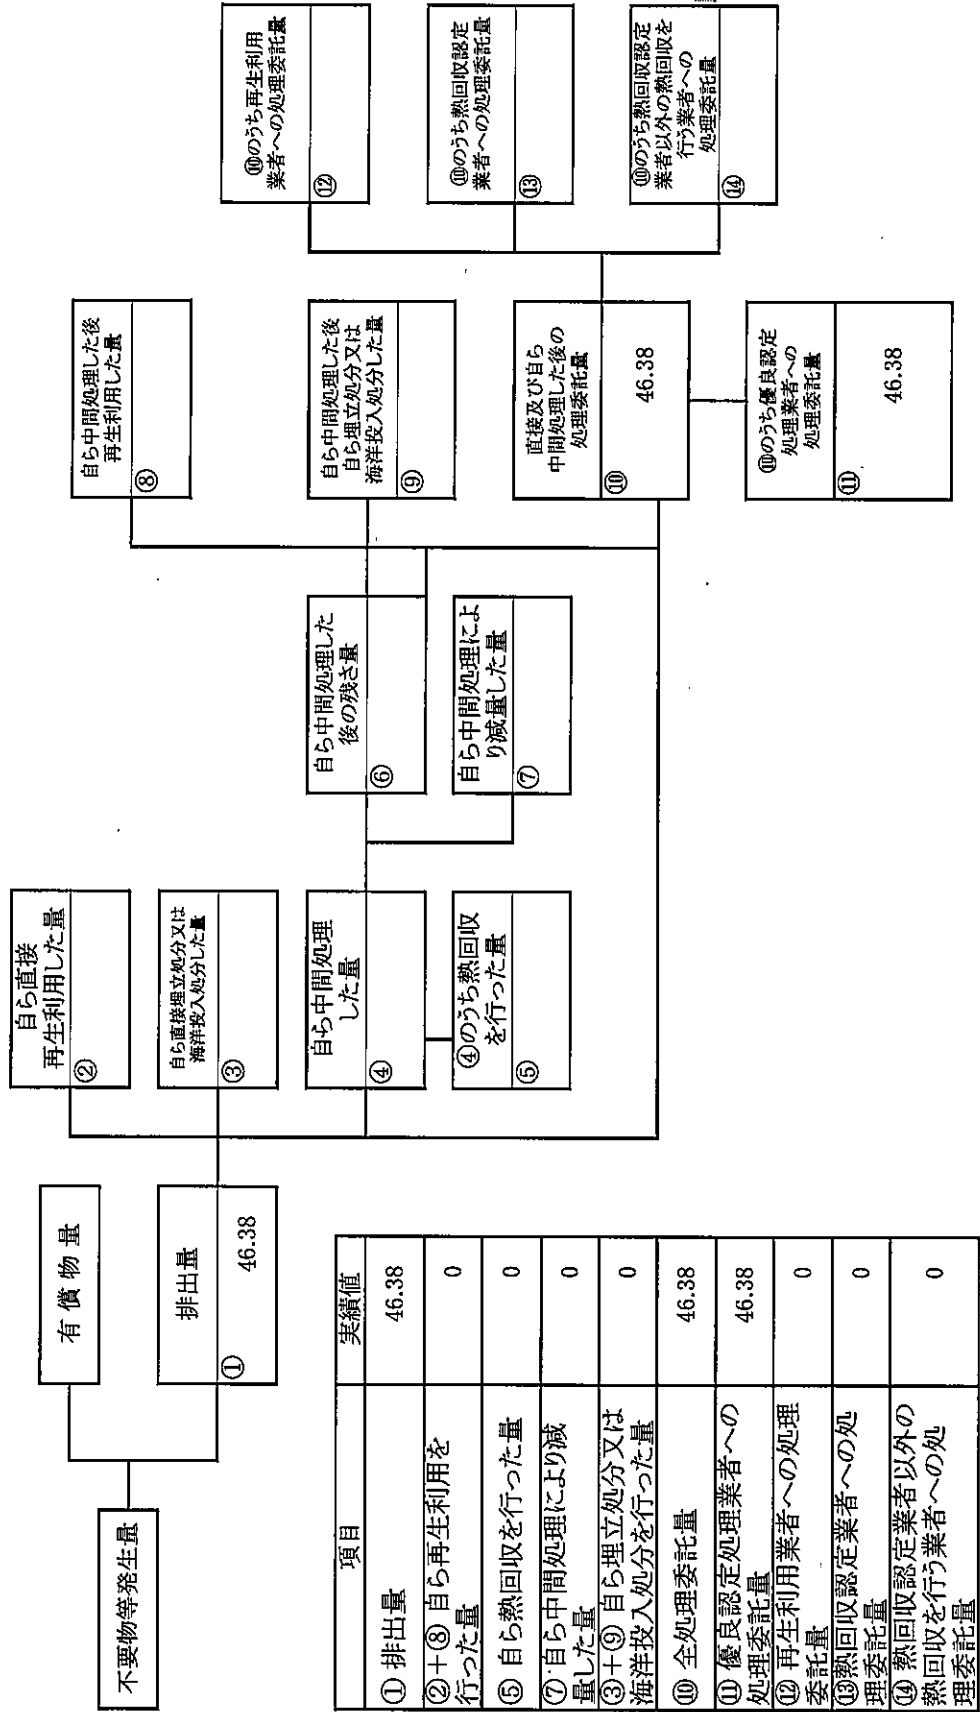 不要物等発生量
有償物量
排出量
①
46.38
自ら直接
再生利用した量
②
自ら直接埋立処分又は
海洋投入処分した量
③
自ら中間処理
した量
④
④のうち熱回収
を行った量
⑤
自ら中間処理した
後の残さ量
⑥
自ら中間処理によ
り減量した量
⑦
自ら中間処理した後
再生利用した量
⑧
自ら中間処理した後
自ら埋立処分又は
海洋投入処分した量
⑨
直接及び自ら
中間処理した後の
処理委託量
⑩
46.38
⑩のうち優良認定
処理業者への
処理委託量
⑪
46.38
⑩のうち再生利用
業者への処理委託量
⑫
⑩のうち熱回収認定
業者への処理委託量
⑬
⑩のうち熱回収認定
業者以外の熱回収を
行う業者への
処理委託量
⑭
項目 実績値
① 排出量 46.38
②+⑧ 自ら再生利用を
行った量 0
⑤ 自ら熱回収を行った量 0
⑦ 自ら中間処理により減
量した量 0
③+⑨ 自ら埋立処分又は
海洋投入処分を行った量 0
⑩ 全処理委託量 46.38
⑪ 優良認定処理業者への
処理委託量 46.38
⑫ 再生利用業者への処理
委託量 0
⑬熱回収認定業者への処
理委託量 0
⑭ 熱回収認定業者以外の
熱回収を行う業者への処
理委託量 0